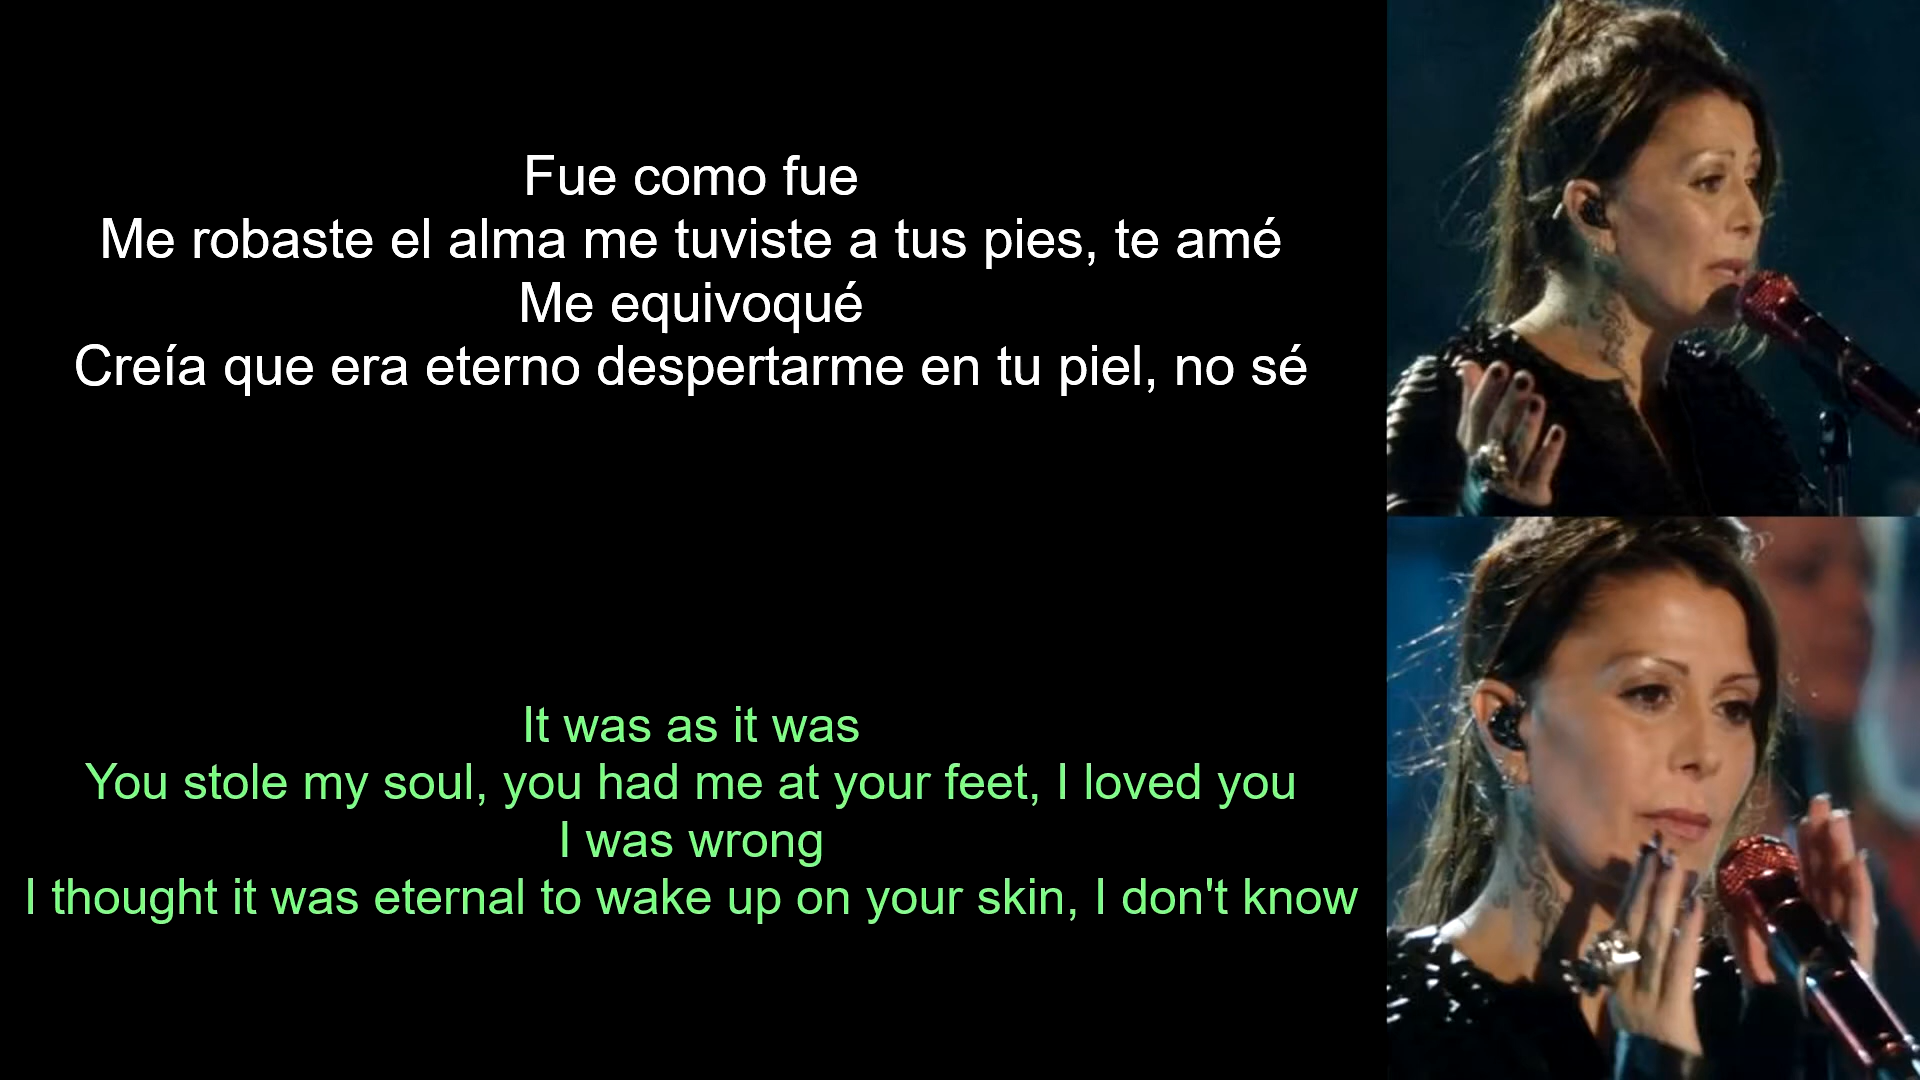 Fue como fue
Me robaste el alma me tuviste a tus pies, te amé
Me equivoqué
Creía que era eterno despertarme en tu piel, no sé
It was as it was
You stole my soul, you had me at your feet, I loved you
I was wrong
I thought it was eternal to wake up on your skin, I don't know